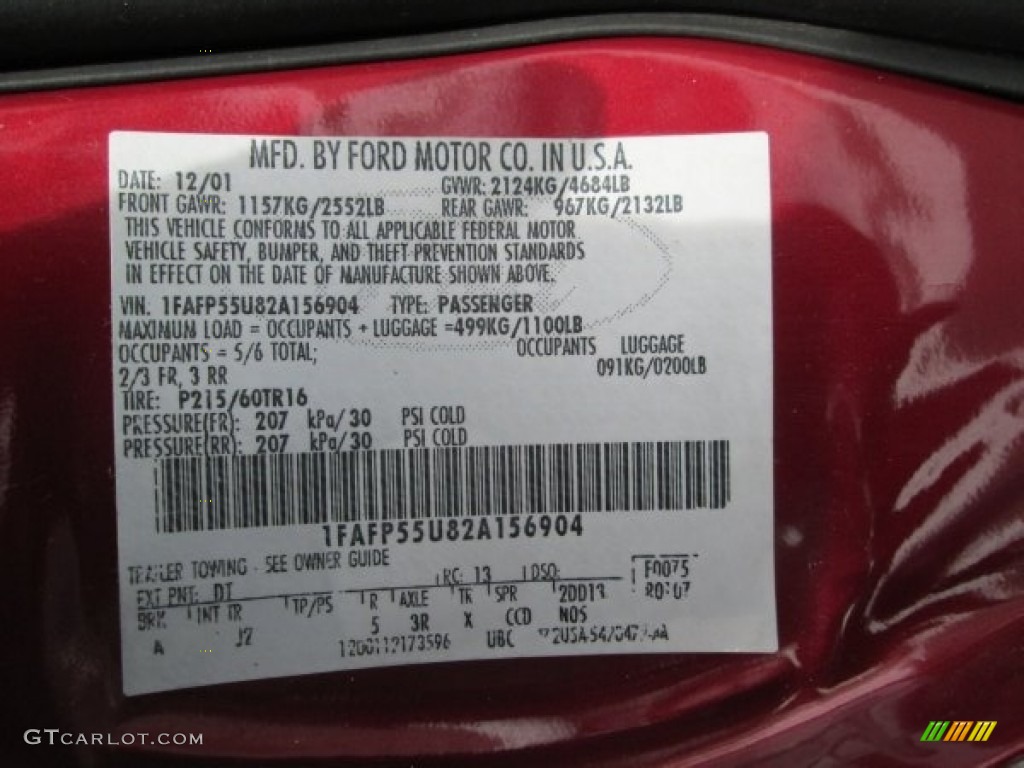 MFD. BY FORD MOTOR CO. IN U.S.A.
DATE: 12/01 GVWR: 2124KG/4684LB
FRONT GAWR: 1157KG/2552LB REAR GAWR: 967KG/2132LB
THIS VEHICLE CONFORMS TO ALL APPLICABLE FEDERAL MOTOR
VEHICLE SAFETY, BUMPER, AND THEFT PREVENTION STANDARDS
IN EFFECT ON THE DATE OF MANUFACTURE SHOWN ABOVE.
VIN. 1FAFP55U82A156904 TYPE: PASSENGER
MAXIMUM LOAD = OCCUPANTS + LUGGAGE =499KG/1100LB
OCCUPANTS = 5/6 TOTAL; OCCUPANTS LUGGAGE
2/3 FR, 3 RR 091KG/0200LB
TIRE: P215/60TR16
PRESSURE(FR): 207 kPa/30 PSI COLD
PRESSURE(RR): 207 kPa/30 PSI COLD
1FAFP55U82A156904
TRAILER TOWING - SEE OWNER GUIDE
EXT PNT: DT RC: 13 DSO:
BRK INT TR TP/PS R AXLE TR SPR
A J2 5 3R X CCD NOS
UBC
GTCARLOT.COM